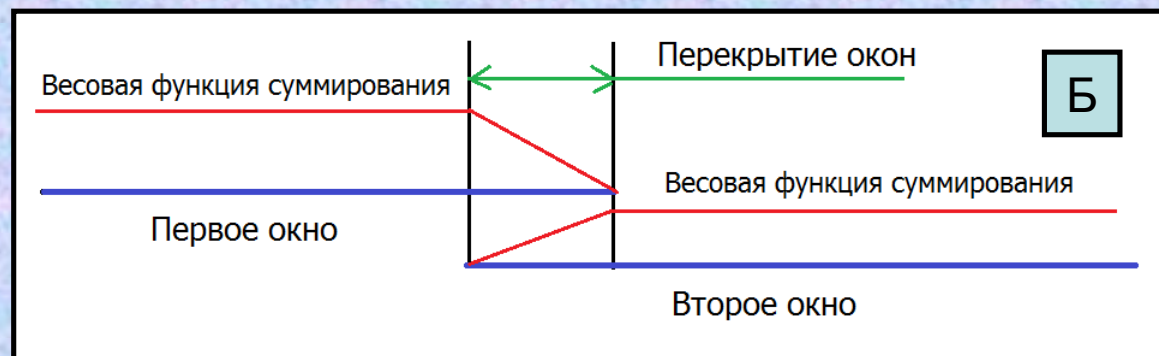 Перекрытие окон
Весовая функция суммирования
Б
Весовая функция суммирования
Первое окно
Второе окно